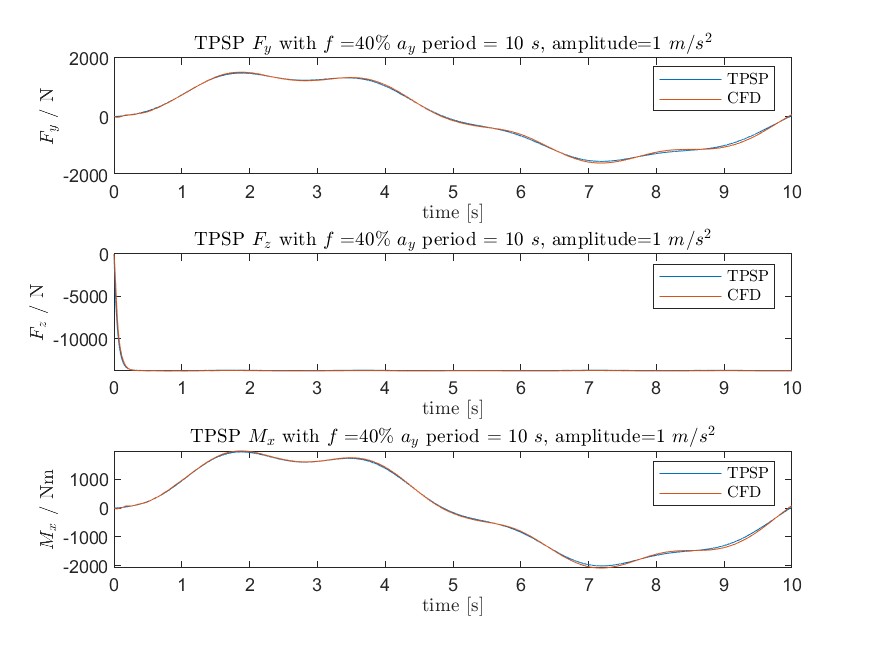 TPSP F_y with f =40% a_y period = 10 s, amplitude=1 m/s^2
F_y / N
2000
0
-2000
TPSP
CFD
0 1 2 3 4 5 6 7 8 9 10
time [s]
TPSP F_z with f =40% a_y period = 10 s, amplitude=1 m/s^2
F_z / N
0
-5000
-10000
TPSP
CFD
0 1 2 3 4 5 6 7 8 9 10
time [s]
TPSP M_x with f =40% a_y period = 10 s, amplitude=1 m/s^2
M_x / Nm
1000
0
-1000
-2000
TPSP
CFD
0 1 2 3 4 5 6 7 8 9 10
time [s]